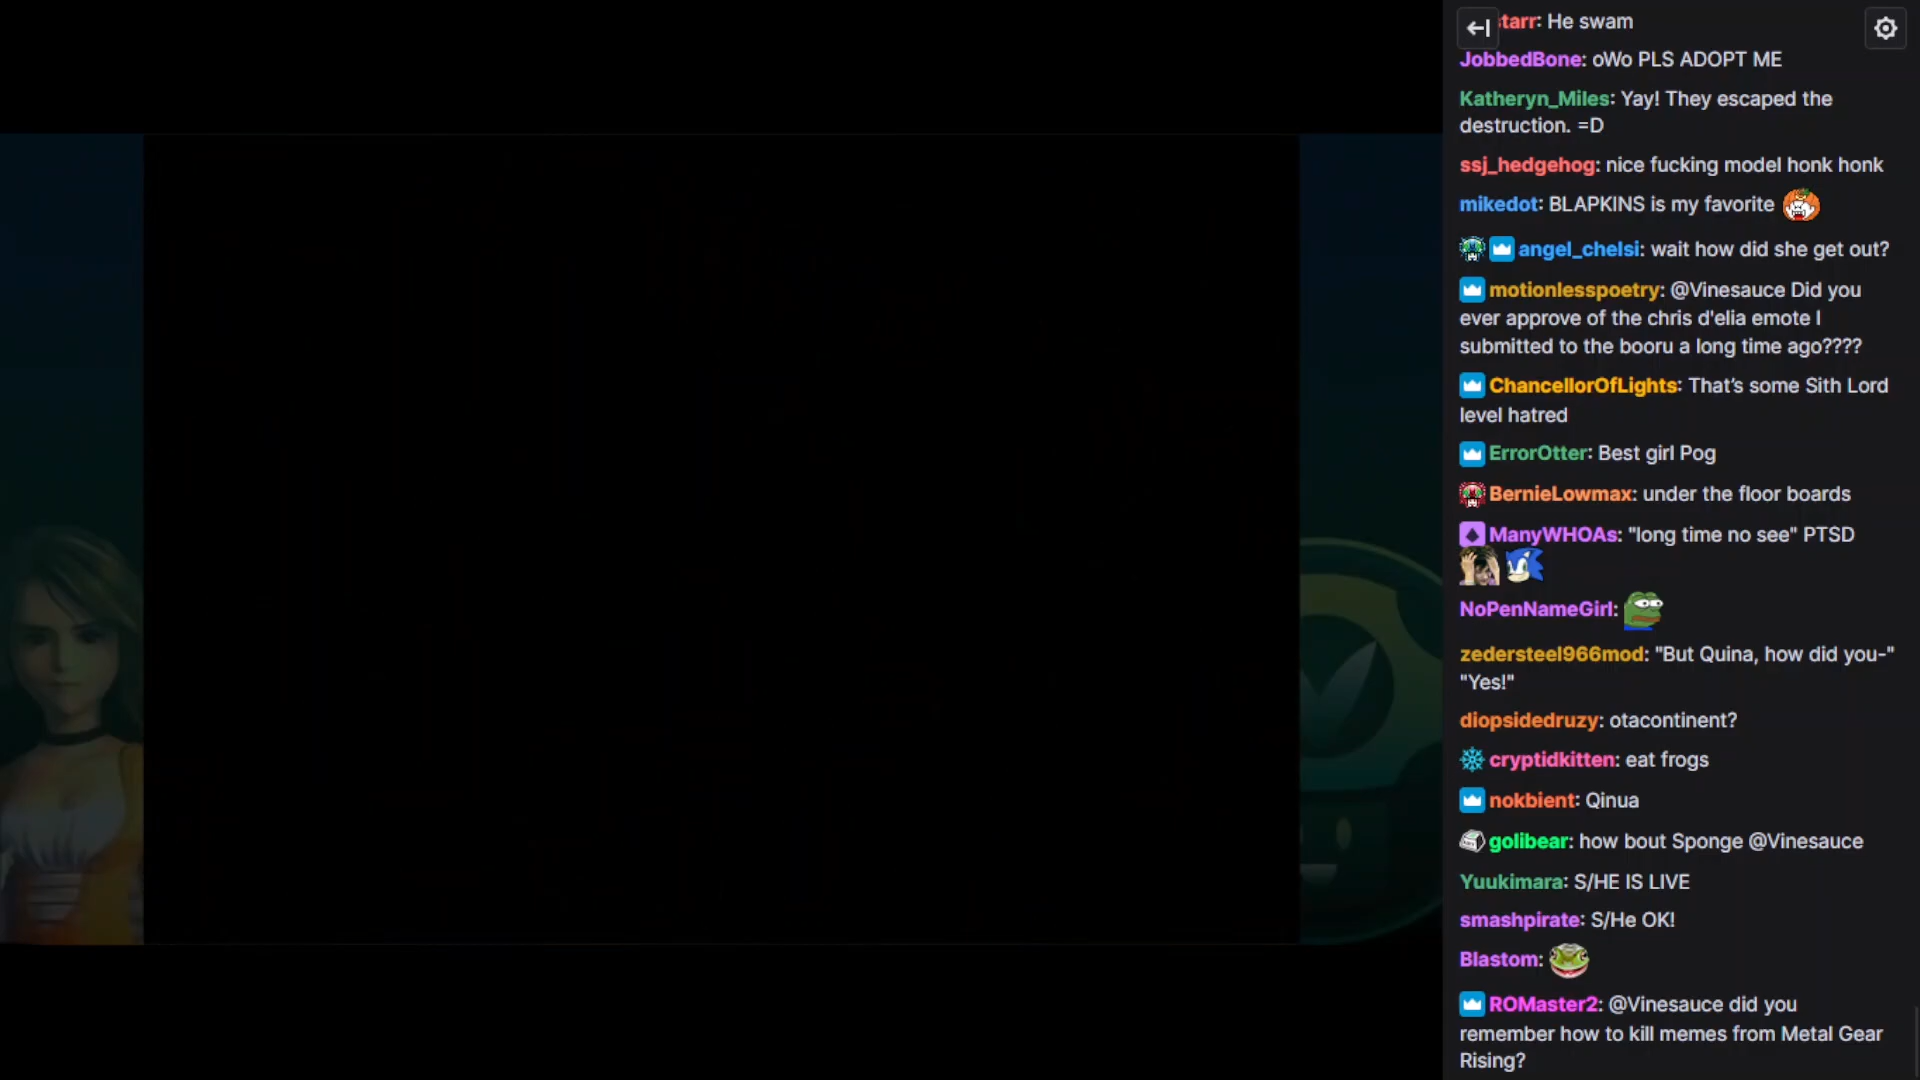 tarr: He swam
JobbedBone: oWo PLS ADOPT ME
Katheryn_Miles: Yay! They escaped the
destruction. =D
ssj_hedgehog: nice fucking model honk honk
mikedot: BLAPKINS is my favorite
angel_chelsi: wait how did she get out?
motionlesspoetry: @Vinesauce Did you
ever approve of the chris d'elia emote I
submitted to the booru a long time ago????
ChancellorOfLights: That's some Sith Lord
level hatred
ErrorOtter: Best girl Pog
BernieLowmax: under the floor boards
ManyWHOAs: "long time no see" PTSD
NoPenNameGirl:
zedersteel966mod: "But Quina, how did you-"
"Yes!"
diopsidedruzy: otacontinent?
cryptidkitten: eat frogs
nokbient: Qinua
golibear: how bout Sponge @Vinesauce
Yuukimara: S/HE IS LIVE
smashpirate: S/He OK!
Blastom:
ROMaster2: @Vinesauce did you
remember how to kill memes from Metal Gear
Rising?